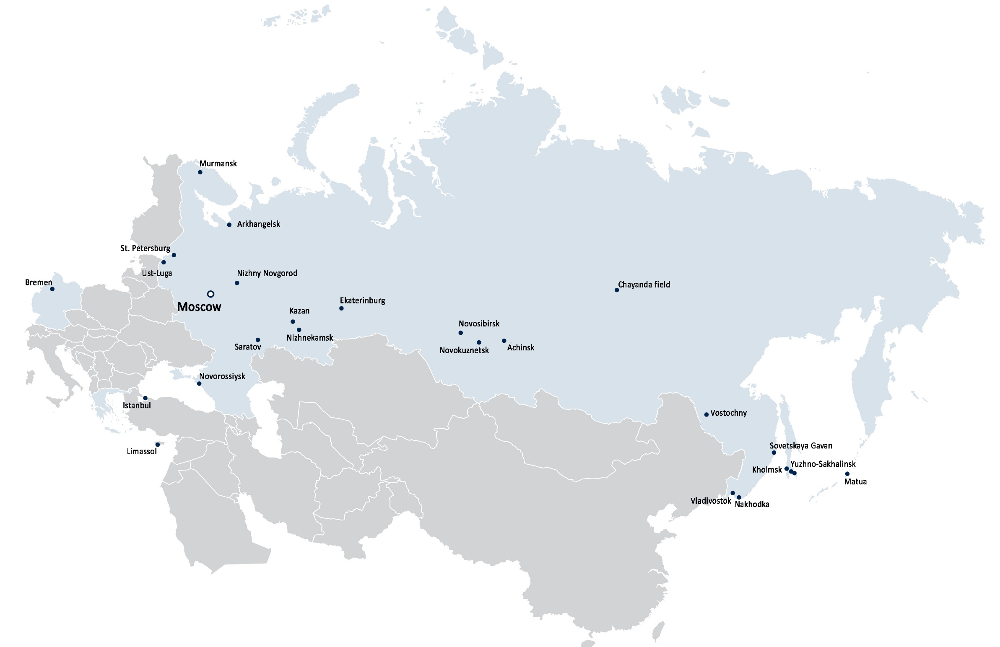 Murmansk
Arkhangelsk
St. Petersburg
Ust-Luga
Nizhny Novgorod
Bremen
Chayanda field
Moscow
Ekaterinburg
Kazan
Novosibirsk
Nizhnekamsk
Saratov
Novokuznetsk
Achinsk
Novorossiysk
Istanbul
Vostochny
Limassol
Sovetskaya Gavan
Yuzhno-Sakhalinsk
Kholmsk
Matua
Vladivostok
Nakhodka